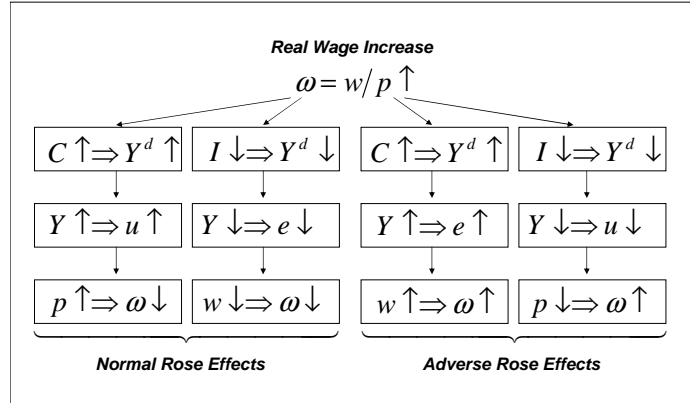 Real Wage Increase
ω = w/p ↑
C ↑⇒ Y^d ↑ I ↓⇒ Y^d ↓ C ↑⇒ Y^d ↑ I ↓⇒ Y^d ↓
Y ↑⇒ u ↑ Y ↓⇒ e ↓ Y ↑⇒ e ↑ Y ↓⇒ u ↓
p ↑⇒ ω ↓ w ↓⇒ ω ↓ w ↑⇒ ω ↑ p ↓⇒ ω ↑
Normal Rose Effects Adverse Rose Effects